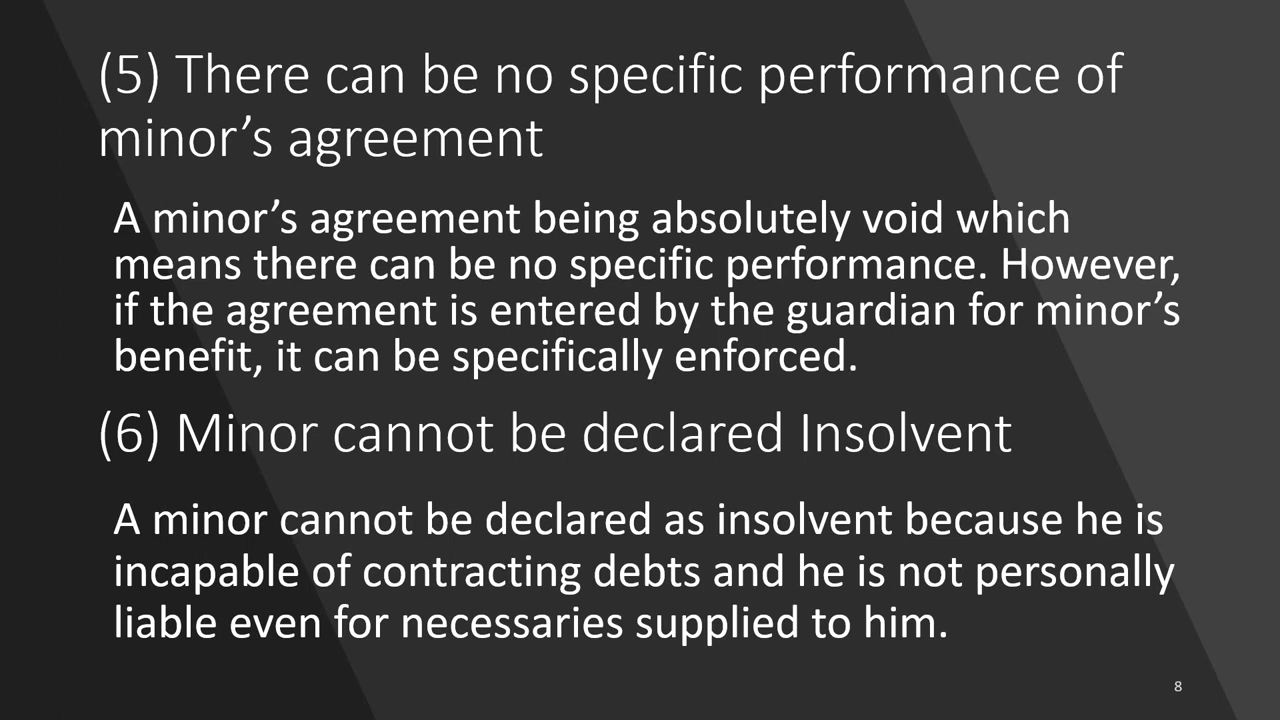 (5) There can be no specific performance of
minor’s agreement
A minor’s agreement being absolutely void which
means there can be no specific performance. However,
if the agreement is entered by the guardian for minor’s
benefit, it can be specifically enforced.
(6) Minor cannot be declared Insolvent
A minor cannot be declared as insolvent because he is
incapable of contracting debts and he is not personally
liable even for necessaries supplied to him.
8